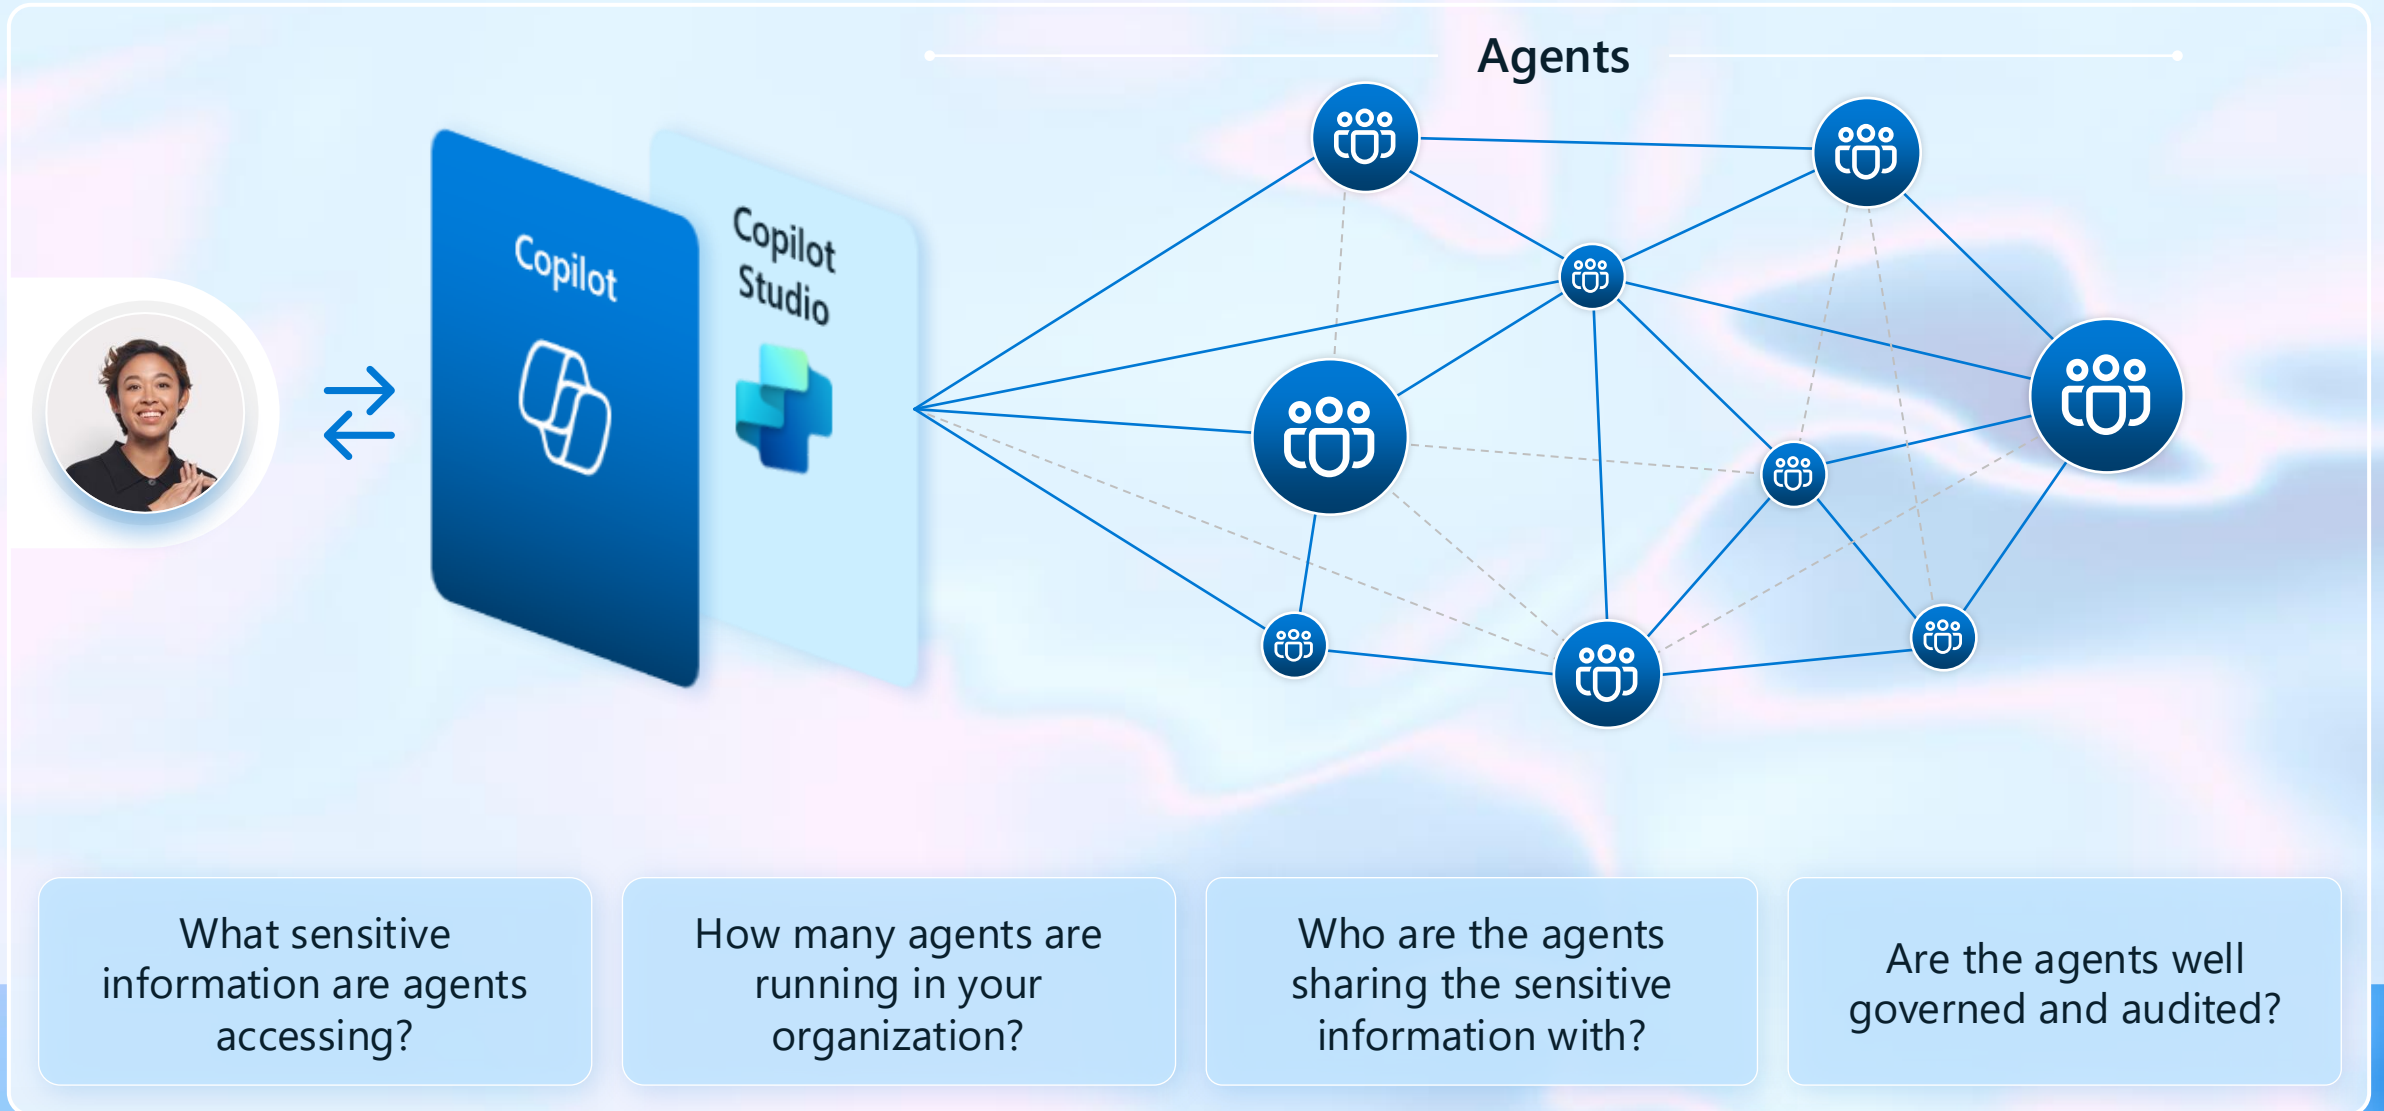 Agents
Copilot
Copilot
Studio
What sensitive
information are agents
accessing?
How many agents are
running in your
organization?
Who are the agents
sharing the sensitive
information with?
Are the agents well
governed and audited?